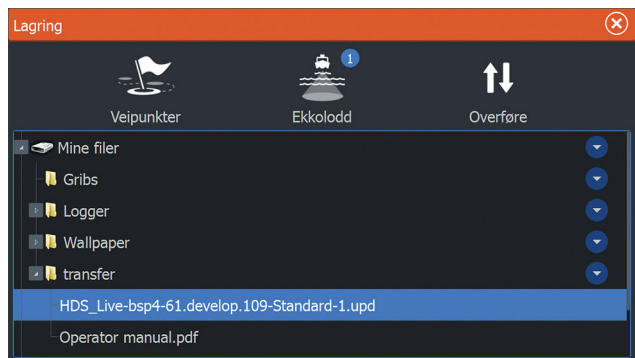 Lagring
1
Veipunkter Ekkolodd Overføre
Mine filer
Gribs
Logger
Wallpaper
transfer
HDS_Live-bsp4-61.develop.109-Standard-1.upd
Operator manual.pdf